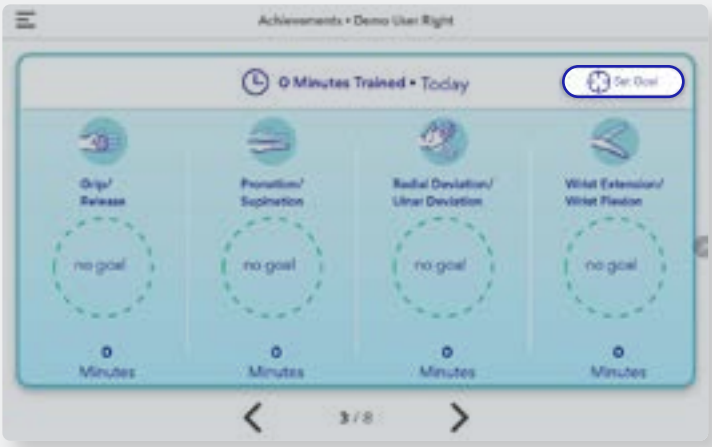 Achievements • Demo User Right
0 Minutes Trained • Today
Set Goal
Grip/
Release
Pronation/
Supination
Radial Deviation/
Ulnar Deviation
Wrist Extension/
Wrist Flexion
no goal
no goal
no goal
no goal
0
Minutes
0
Minutes
0
Minutes
0
Minutes
3 / 8